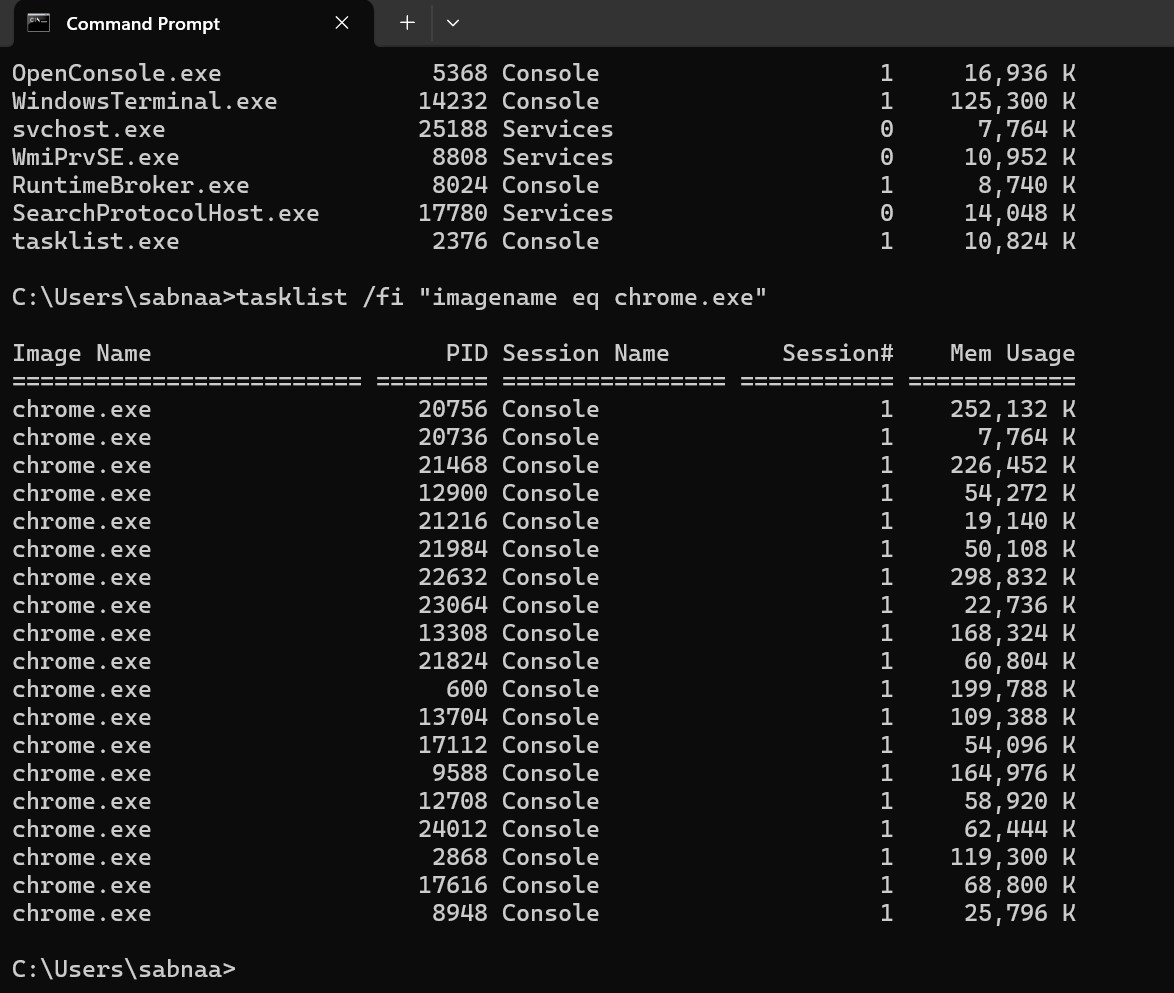 Command Prompt
OpenConsole.exe               5368 Console                    1     16,936 K
WindowsTerminal.exe          14232 Console                    1    125,300 K
svchost.exe                  25188 Services                   0      7,764 K
WmiPrvSE.exe                  8808 Services                   0     10,952 K
RuntimeBroker.exe             8024 Console                    1      8,740 K
SearchProtocolHost.exe       17780 Services                   0     14,048 K
tasklist.exe                  2376 Console                    1     10,824 K
C:\Users\sabnaa>tasklist /fi "imagename eq chrome.exe"
Image Name                     PID Session Name        Session#    Mem Usage
========================= ======== ================ =========== ============
chrome.exe                   20756 Console                    1    252,132 K
chrome.exe                   20736 Console                    1      7,764 K
chrome.exe                   21468 Console                    1    226,452 K
chrome.exe                   12900 Console                    1     54,272 K
chrome.exe                   21216 Console                    1     19,140 K
chrome.exe                   21984 Console                    1     50,108 K
chrome.exe                   22632 Console                    1    298,832 K
chrome.exe                   23064 Console                    1     22,736 K
chrome.exe                   13308 Console                    1    168,324 K
chrome.exe                   21824 Console                    1     60,804 K
chrome.exe                     600 Console                    1    199,788 K
chrome.exe                   13704 Console                    1    109,388 K
chrome.exe                   17112 Console                    1     54,096 K
chrome.exe                    9588 Console                    1    164,976 K
chrome.exe                   12708 Console                    1     58,920 K
chrome.exe                   24012 Console                    1     62,444 K
chrome.exe                    2868 Console                    1    119,300 K
chrome.exe                   17616 Console                    1     68,800 K
chrome.exe                    8948 Console                    1     25,796 K
C:\Users\sabnaa>